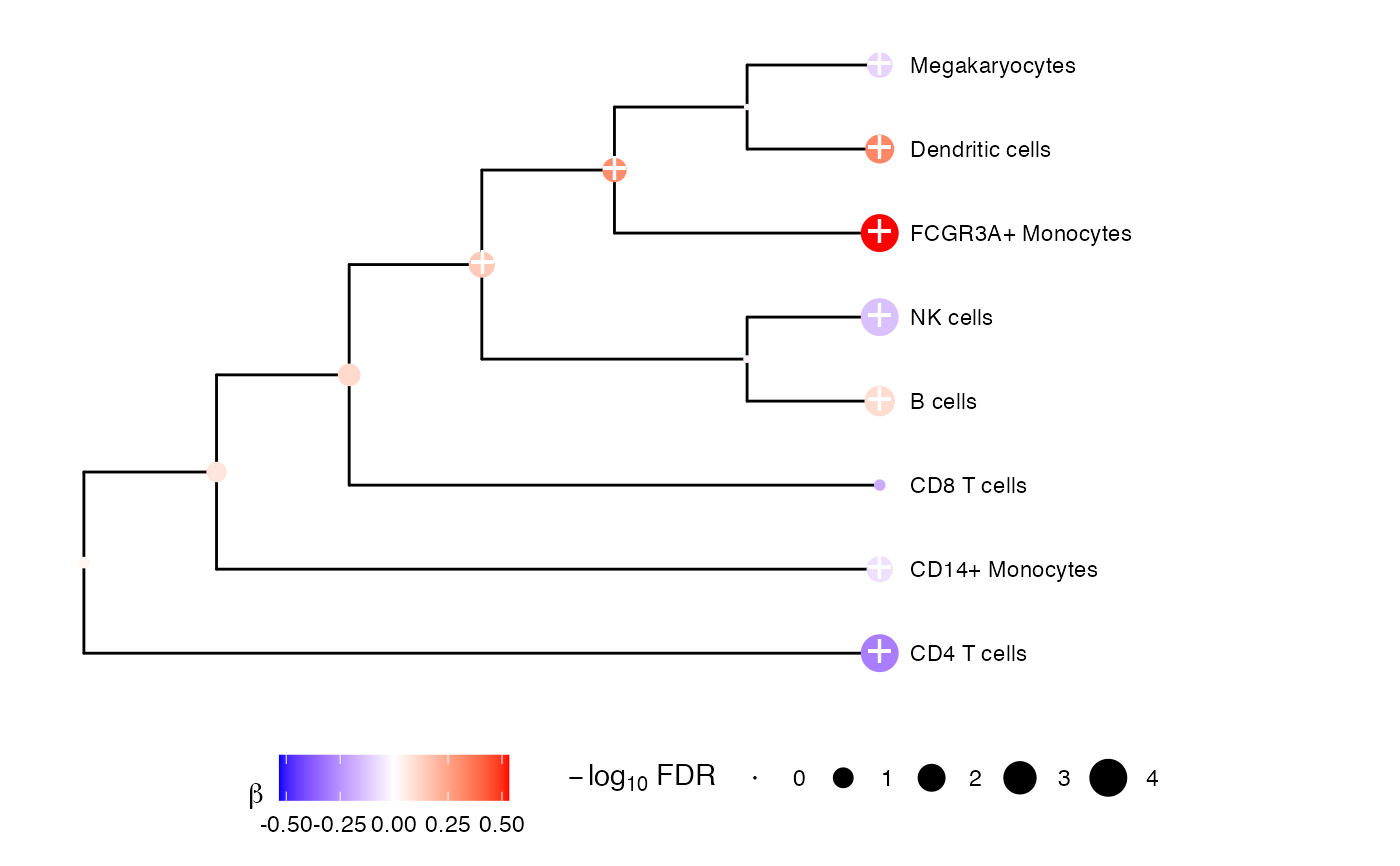 Megakaryocytes
Dendritic cells
FCGR3A+ Monocytes
NK cells
B cells
CD8 T cells
CD14+ Monocytes
CD4 T cells
β
-0.50 -0.25 0.00 0.25 0.50
−log10 FDR 0 1 2 3 4